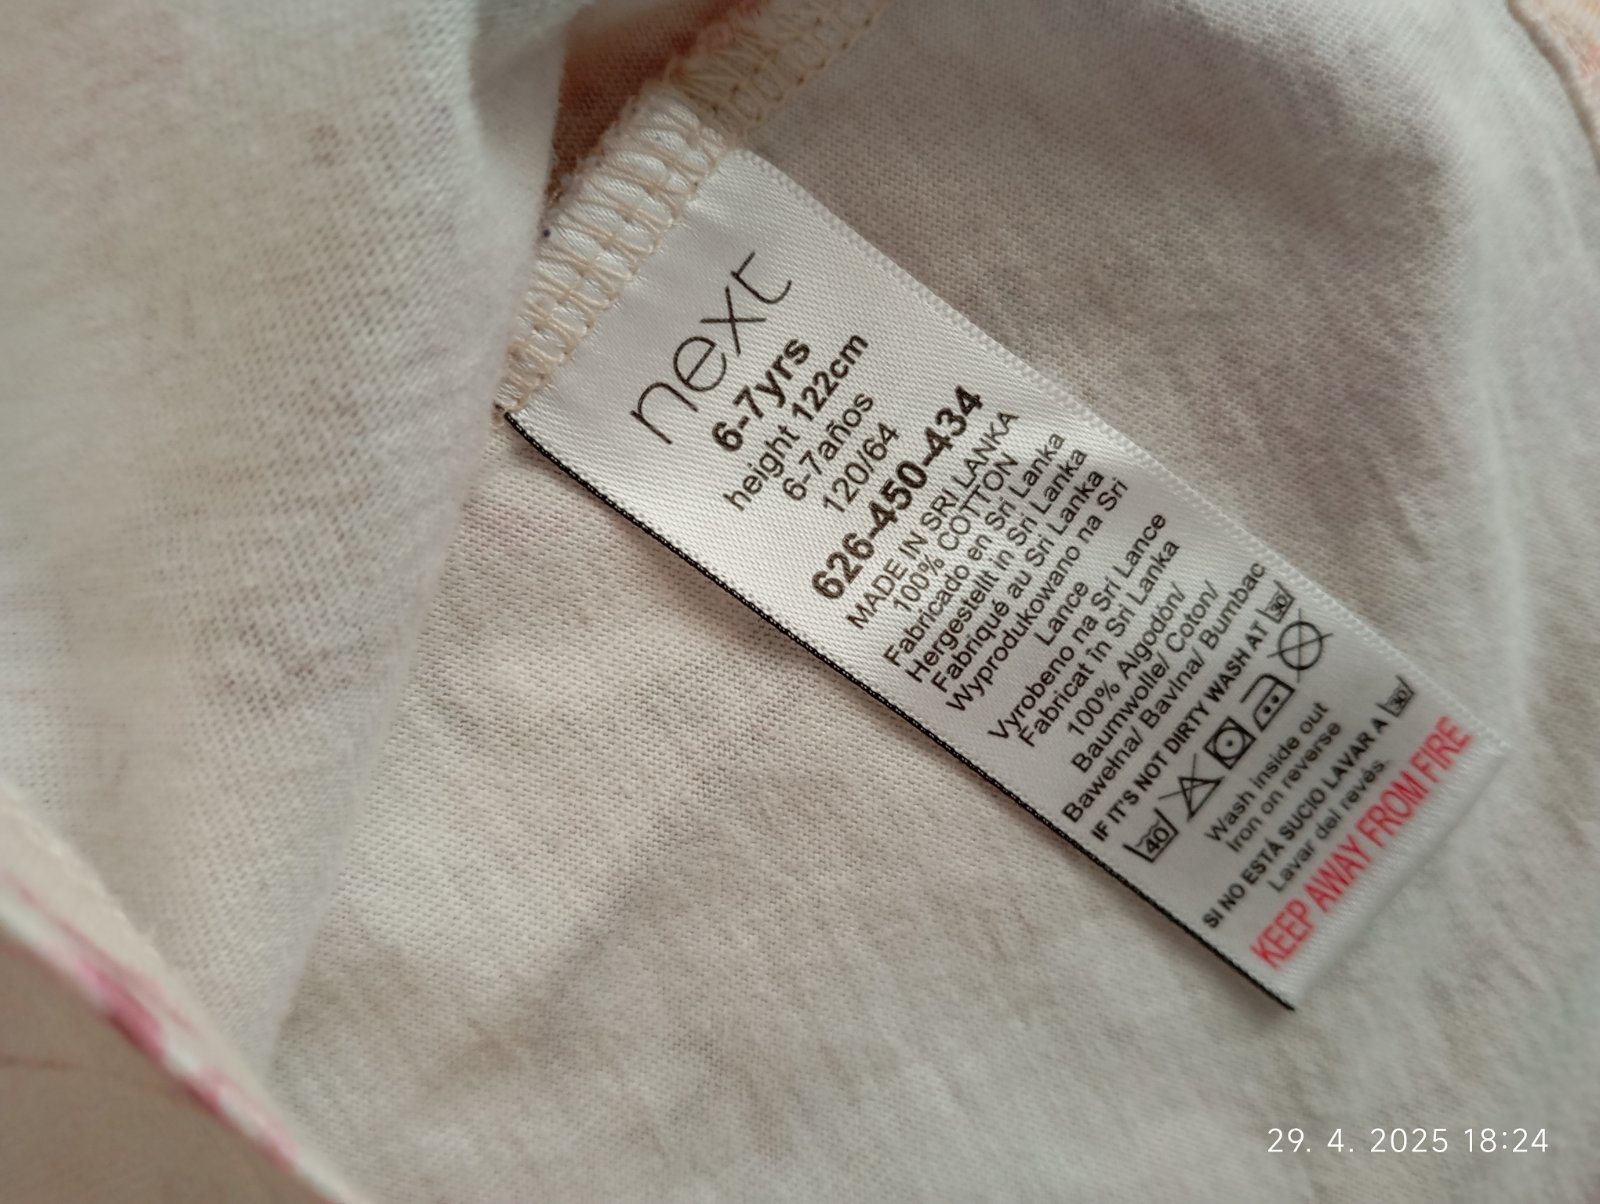 next
6-7yrs
height 122cm
6-7años
120/64
626-450-434
MADE IN SRI LANKA
100% COTTON
Fabricado en Sri Lanka
Hergestellt in Sri Lanka
Fabriqué au Sri Lanka
Wyprodukowano na Sri
Lance
Vyrobeno na Srí Lance
Fabricat în Sri Lanka
100% Algodón/
Baumwolle/ Coton/
Bawełna/ Bavlna/ Bumbac
IF IT'S NOT DIRTY WASH AT 30
40
Wash inside out
Iron on reverse
SI NO ESTÁ SUCIO LAVAR A 30
Lavar del revés.
KEEP AWAY FROM FIRE
29. 4. 2025 18:24